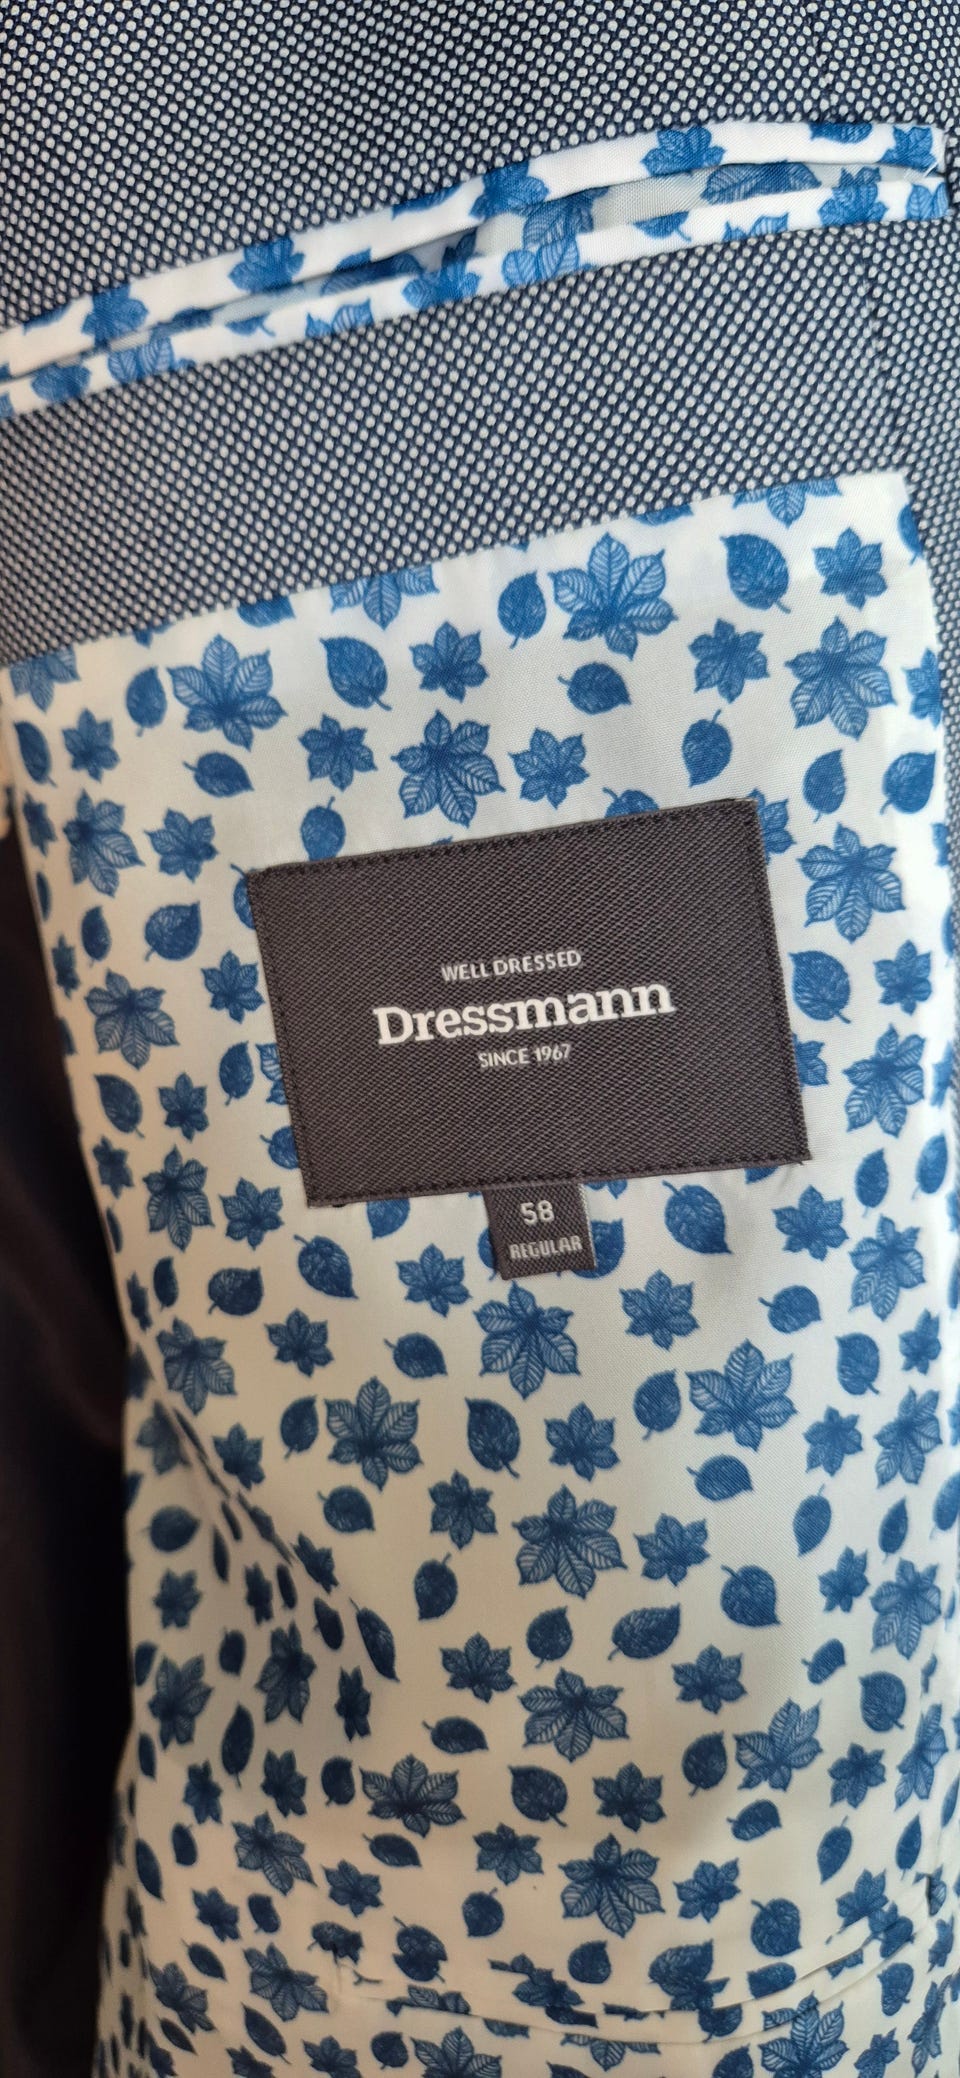 WELL DRESSED
Dressmann
SINCE 1967
58
REGULAR